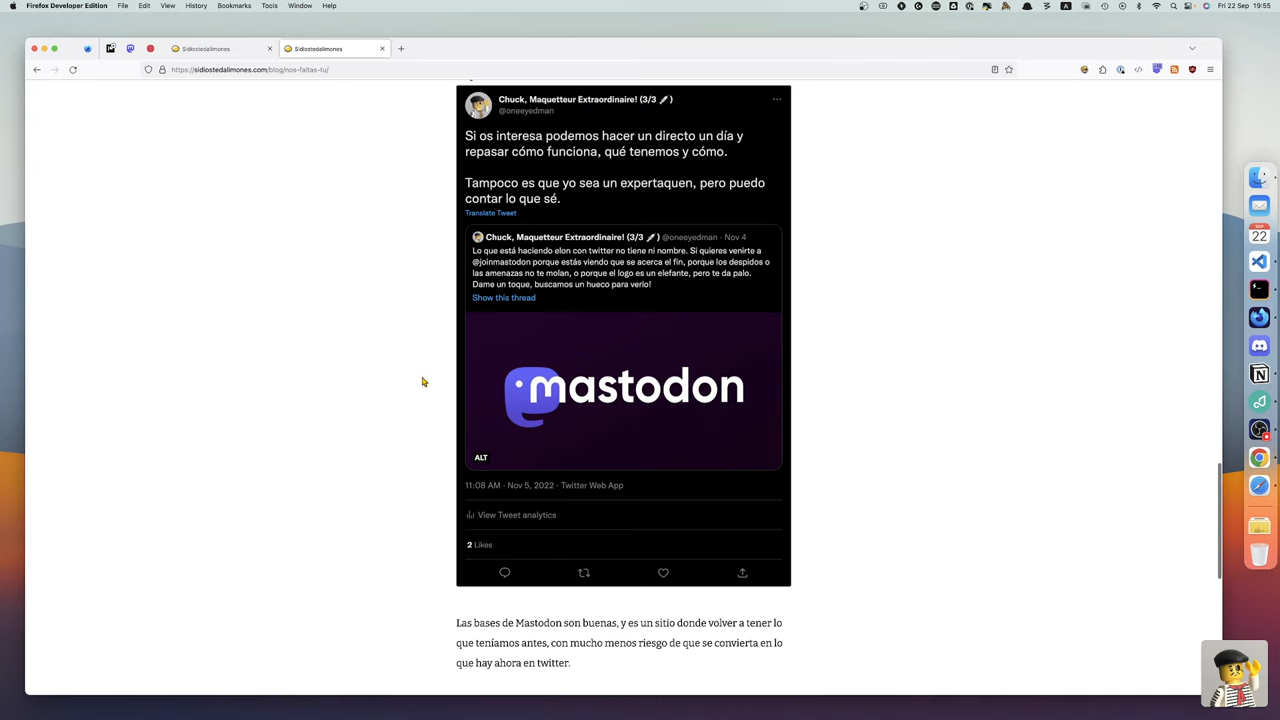 Firefox Developer Edition File Edit View History Bookmarks Tools Window Help
Fri 22 Sep 19:55
Sidiostedalimones
Sidiostedalimones
https://sidiostedalimones.com/blog/nos-faltas-tu/
Chuck, Maquetteur Extraordinaire! (3/3 💉)
@oneeyedman
Si os interesa podemos hacer un directo un día y
repasar cómo funciona, qué tenemos y cómo.
Tampoco es que yo sea un expertaquen, pero puedo
contar lo que sé.
Translate Tweet
Chuck, Maquetteur Extraordinaire! (3/3 💉) @oneeyedman · Nov 4
Lo que está haciendo elon con twitter no tiene ni nombre. Si quieres venirte a
@joinmastodon porque estás viendo que se acerca el fin, porque los despidos o
las amenazas no te molan, o porque el logo es un elefante, pero te da palo.
Dame un toque, buscamos un hueco para verlo!
Show this thread
mastodon
ALT
11:08 AM · Nov 5, 2022 · Twitter Web App
View Tweet analytics
2 Likes
Las bases de Mastodon son buenas, y es un sitio donde volver a tener lo
que teníamos antes, con mucho menos riesgo de que se convierta en lo
que hay ahora en twitter.
SEP
22